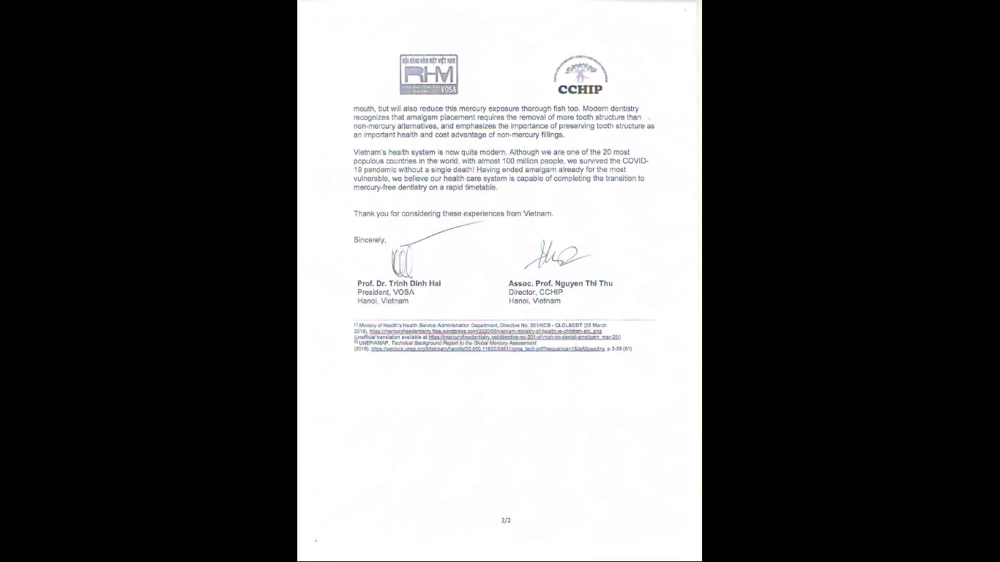 HỘI RĂNG HÀM MẶT VIỆT NAM
RHM
VOSA
CCHIP
mouth, but will also reduce this mercury exposure thorough fish too. Modern dentistry
recognizes that amalgam placement requires the removal of more tooth structure than
non-mercury alternatives, and emphasizes the importance of preserving tooth structure as
an important health and cost advantage of non-mercury fillings.
Vietnam's health system is now quite modern. Although we are one of the 20 most
populous countries in the world, with almost 100 million people, we survived the COVID-
19 pandemic without a single death! Having ended amalgam already for the most
vulnerable, we believe our health care system is capable of completing the transition to
mercury-free dentistry on a rapid timetable.
Thank you for considering these experiences from Vietnam.
Sincerely,
Prof. Dr. Trinh Dinh Hai
President, VOSA
Hanoi, Vietnam
Assoc. Prof. Nguyen Thi Thu
Director, CCHIP
Hanoi, Vietnam
[1] Ministry of Health's Health Service Administration Department, Directive No: 261/KCB - QLCL&CĐT (25 March
2019), https://mercuryfreedentistry.files.wordpress.com/2020/03/vietnam-ministry-of-health-re-children-etc..png
(unofficial translation available at https://mercuryfreedentistry.net/directive-no-261-of-moh-on-dental-amalgam_mar-25/)
[2] UNEP/AMAP, Technical Background Report to the Global Mercury Assessment
(2018), https://wedocs.unep.org/bitstream/handle/20.500.11822/29831/gma_tech.pdf?sequence=1&isAllowed=y, p.3-39 (81)
2/2